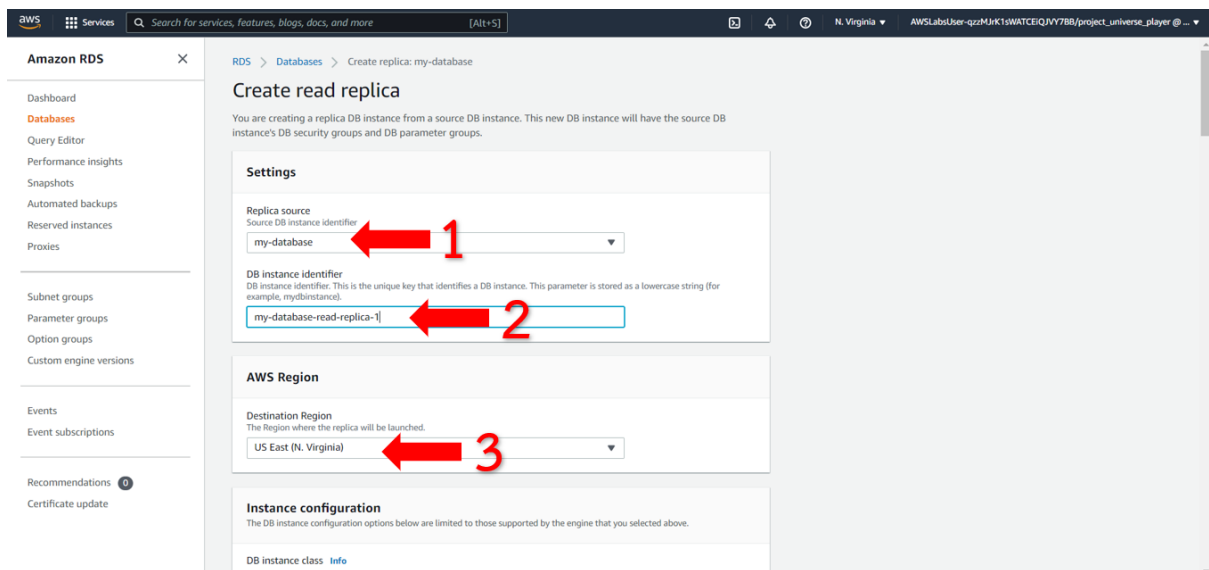 aws
Services
Search for services, features, blogs, docs, and more
[Alt+S]
N. Virginia
AWSLabsUser-qzzMJrK1sWATCEiQJVY7BB/project_universe_player @ ...
Amazon RDS
Dashboard
Databases
Query Editor
Performance insights
Snapshots
Automated backups
Reserved instances
Proxies
Subnet groups
Parameter groups
Option groups
Custom engine versions
Events
Event subscriptions
Recommendations 0
Certificate update
RDS > Databases > Create replica: my-database
Create read replica
You are creating a replica DB instance from a source DB instance. This new DB instance will have the source DB
instance's DB security groups and DB parameter groups.
Settings
Replica source
Source DB instance identifier
my-database
1
DB instance identifier
DB instance identifier. This is the unique key that identifies a DB instance. This parameter is stored as a lowercase string (for
example, mydbinstance).
my-database-read-replica-1
2
AWS Region
Destination Region
The Region where the replica will be launched.
US East (N. Virginia)
3
Instance configuration
The DB instance configuration options below are limited to those supported by the engine that you selected above.
DB instance class Info